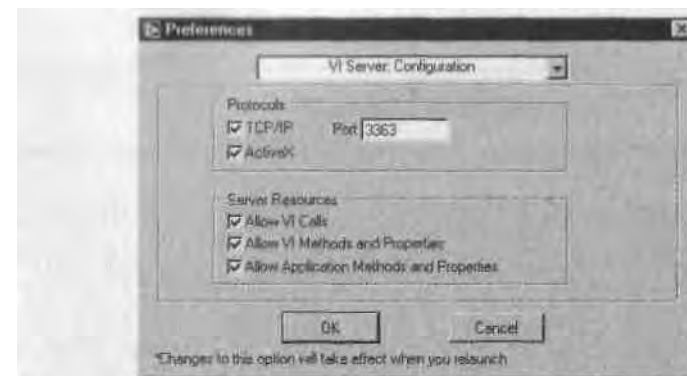 Preferences
VI Server: Configuration
Protocols
TCP/IP Port 3363
ActiveX
Server Resources
Allow VI Calls
Allow VI Methods and Properties
Allow Application Methods and Properties
OK Cancel
*Changes to this option will take effect when you relaunch